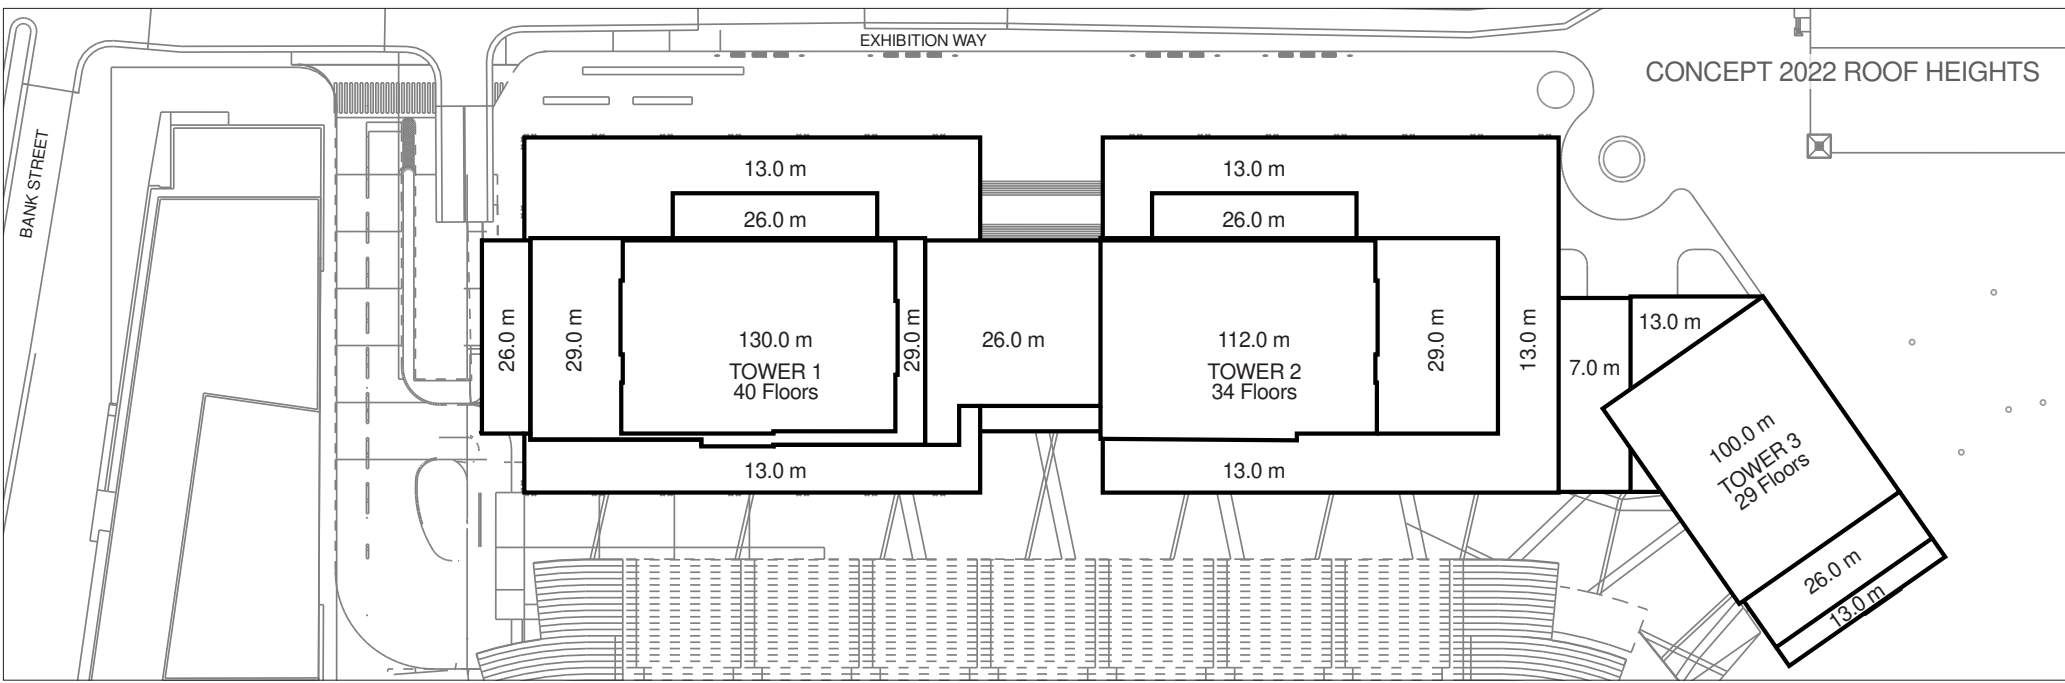 EXHIBITION WAY
CONCEPT 2022 ROOF HEIGHTS
BANK STREET
13.0 m
13.0 m
26.0 m
26.0 m
26.0 m
29.0 m
130.0 m
TOWER 1
40 Floors
29.0 m
26.0 m
112.0 m
TOWER 2
34 Floors
29.0 m
13.0 m
7.0 m
13.0 m
100.0 m
TOWER 3
29 Floors
13.0 m
13.0 m
26.0 m
13.0 m